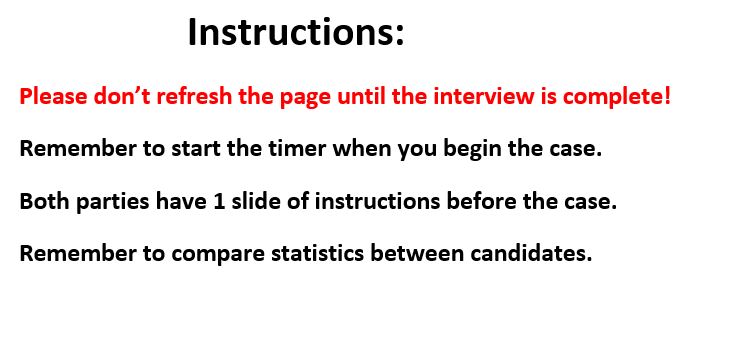 Instructions:
Please don’t refresh the page until the interview is complete!
Remember to start the timer when you begin the case.
Both parties have 1 slide of instructions before the case.
Remember to compare statistics between candidates.